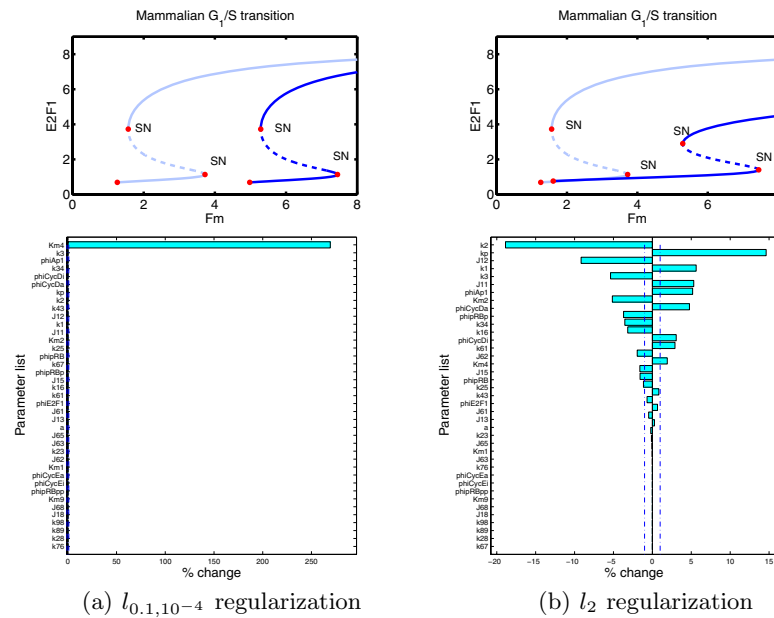 Mammalian G1/S transition
8
6
4
2
0
E2F1
SN
SN
SN
0
2
4
6
8
Fm
Km4
k3
phiAp1
k34
phiCycDi
phiCycDa
kp
k2
k43
J12
k1
J11
Km2
k25
phipRB
k67
phipRBp
J15
k16
k61
phiE2F1
J61
J13
a
J65
J63
k23
J62
Km1
phiCycEa
phiCycEi
phipRBpp
Km9
J68
J18
k98
k89
k28
k76
Parameter list
0
50
100
150
200
250
% change
(a) l0.1,10−4 regularization
Mammalian G1/S transition
8
6
4
2
0
E2F1
SN
SN
SN
0
2
4
6
8
Fm
k2
kp
J12
k1
k3
J11
phiAp1
Km2
phiCycDa
phipRBp
k34
k16
phiCycDi
k61
J62
Km4
J15
phipRB
k25
k43
phiE2F1
J61
J13
a
k23
J65
J63
Km1
k76
phiCycEa
phiCycEi
phipRBpp
Km9
J68
J18
k98
k89
k28
k67
Parameter list
−20
−15
−10
−5
0
5
10
15
% change
(b) l2 regularization